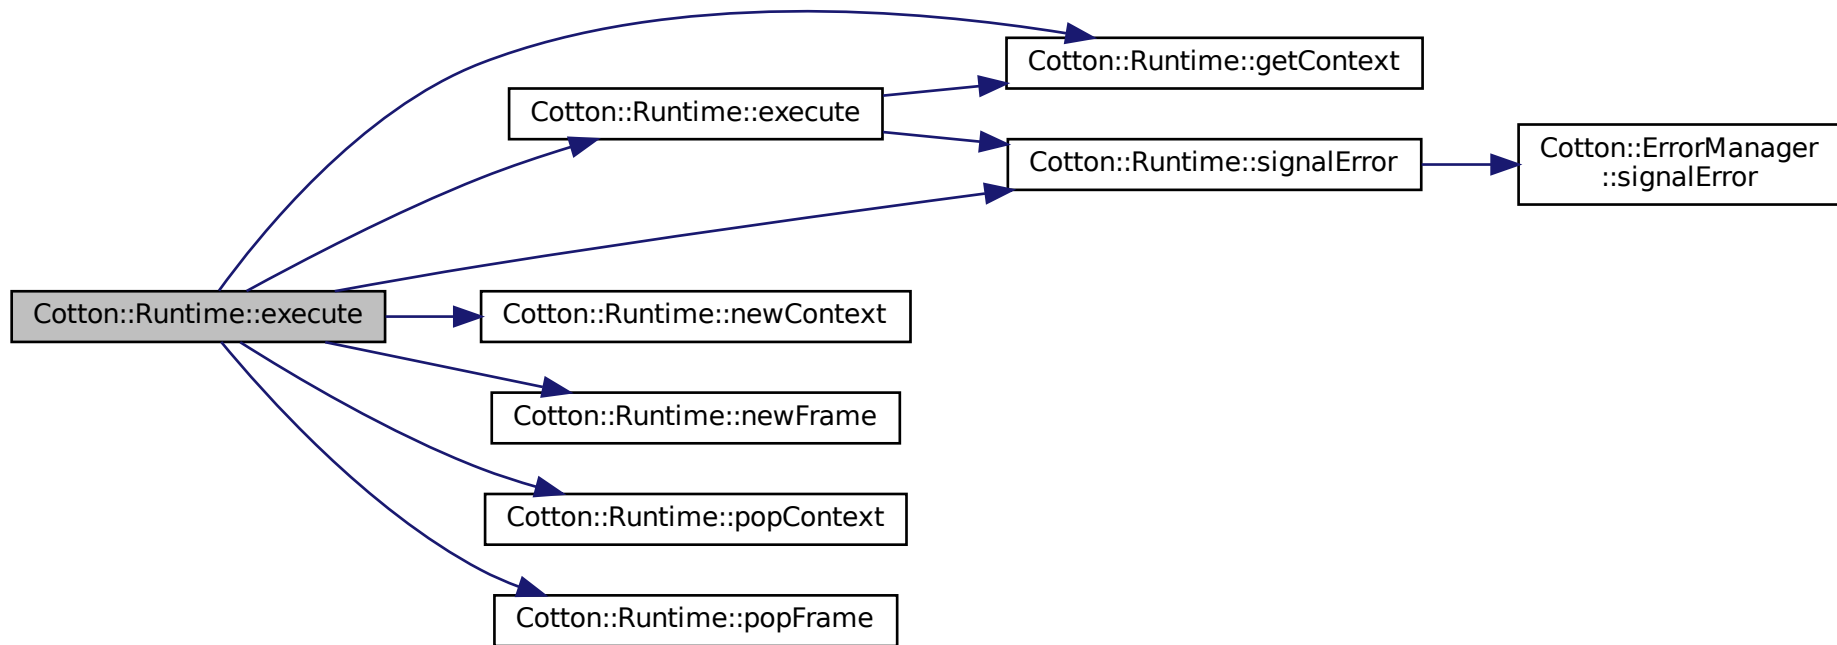 Cotton::Runtime::getContext
Cotton::Runtime::execute
Cotton::Runtime::signalError
Cotton::ErrorManager
::signalError
Cotton::Runtime::execute
Cotton::Runtime::newContext
Cotton::Runtime::newFrame
Cotton::Runtime::popContext
Cotton::Runtime::popFrame